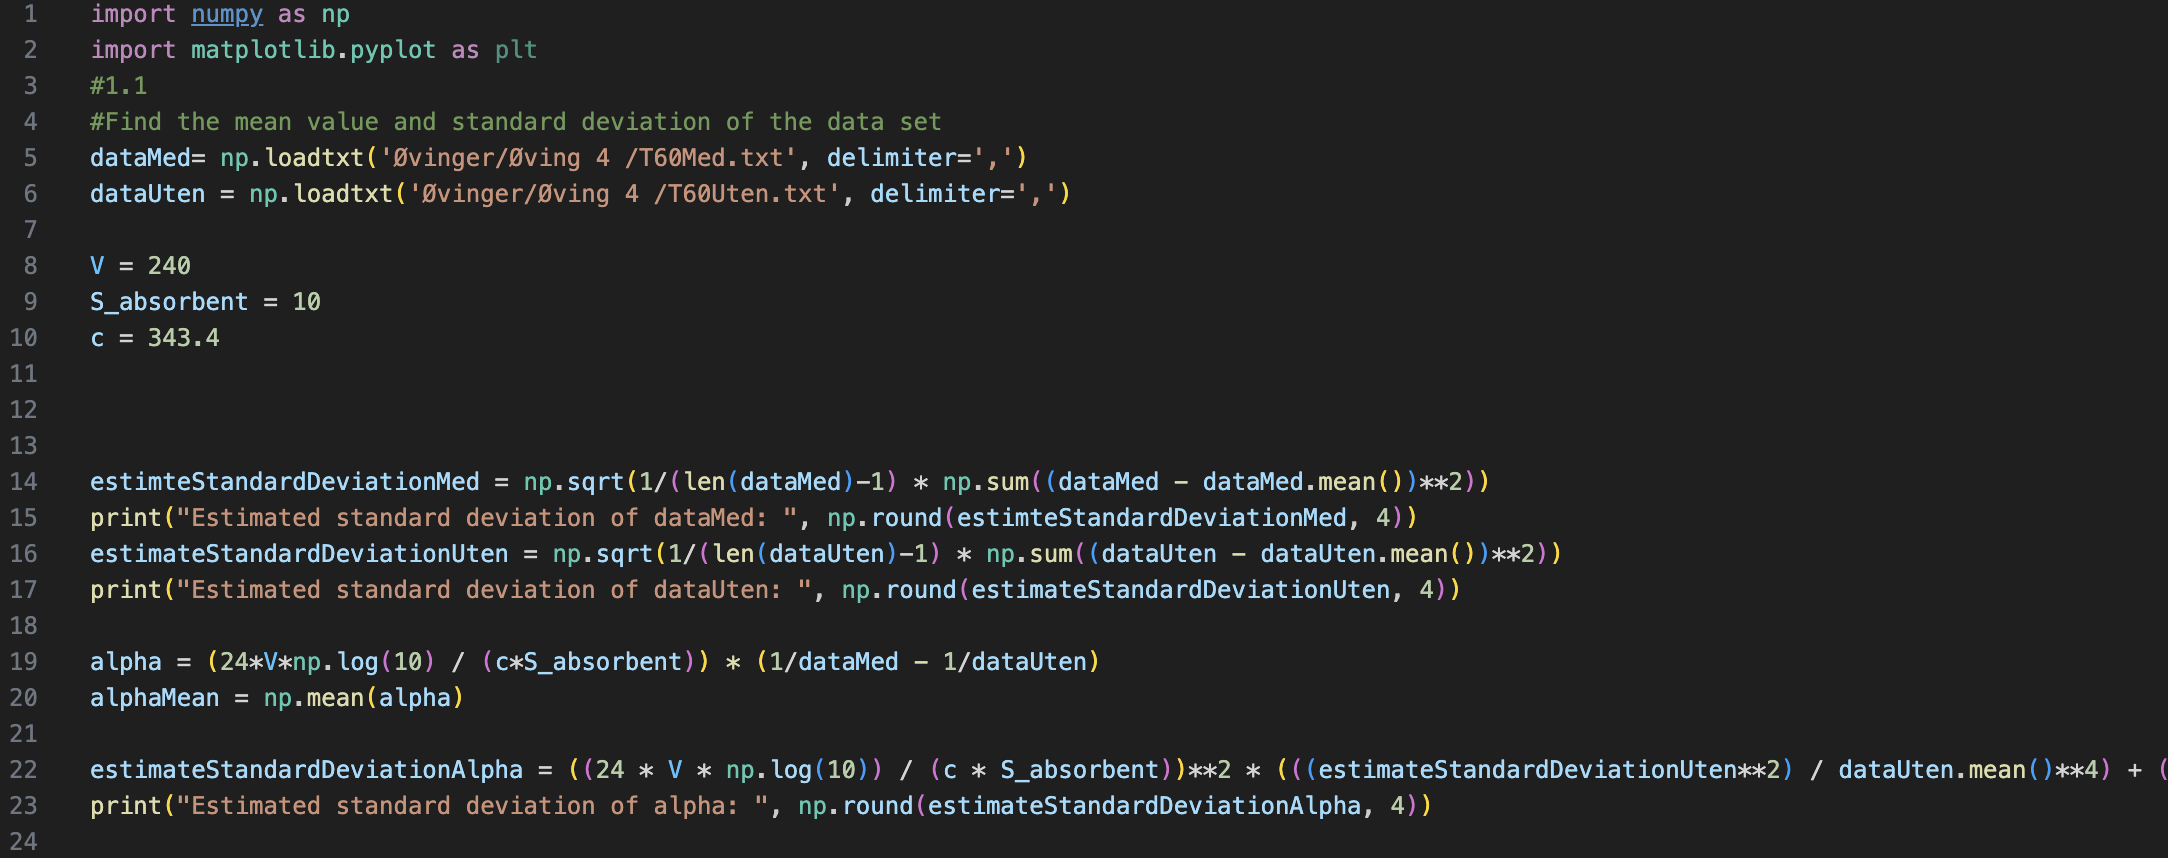 1 import numpy as np
2 import matplotlib.pyplot as plt
3 #1.1
4 #Find the mean value and standard deviation of the data set
5 dataMed= np.loadtxt('Øvinger/Øving 4 /T60Med.txt', delimiter=',')
6 dataUten = np.loadtxt('Øvinger/Øving 4 /T60Uten.txt', delimiter=',')
7
8 V = 240
9 S_absorbent = 10
10 c = 343.4
11
12
13
14 estimteStandardDeviationMed = np.sqrt(1/(len(dataMed)-1) * np.sum((dataMed - dataMed.mean())**2))
15 print("Estimated standard deviation of dataMed: ", np.round(estimteStandardDeviationMed, 4))
16 estimateStandardDeviationUten = np.sqrt(1/(len(dataUten)-1) * np.sum((dataUten - dataUten.mean())**2))
17 print("Estimated standard deviation of dataUten: ", np.round(estimateStandardDeviationUten, 4))
18
19 alpha = (24*V*np.log(10) / (c*S_absorbent)) * (1/dataMed - 1/dataUten)
20 alphaMean = np.mean(alpha)
21
22 estimateStandardDeviationAlpha = ((24 * V * np.log(10)) / (c * S_absorbent))**2 * (((estimateStandardDeviationUten**2) / dataUten.mean()**4) + (
23 print("Estimated standard deviation of alpha: ", np.round(estimateStandardDeviationAlpha, 4))
24